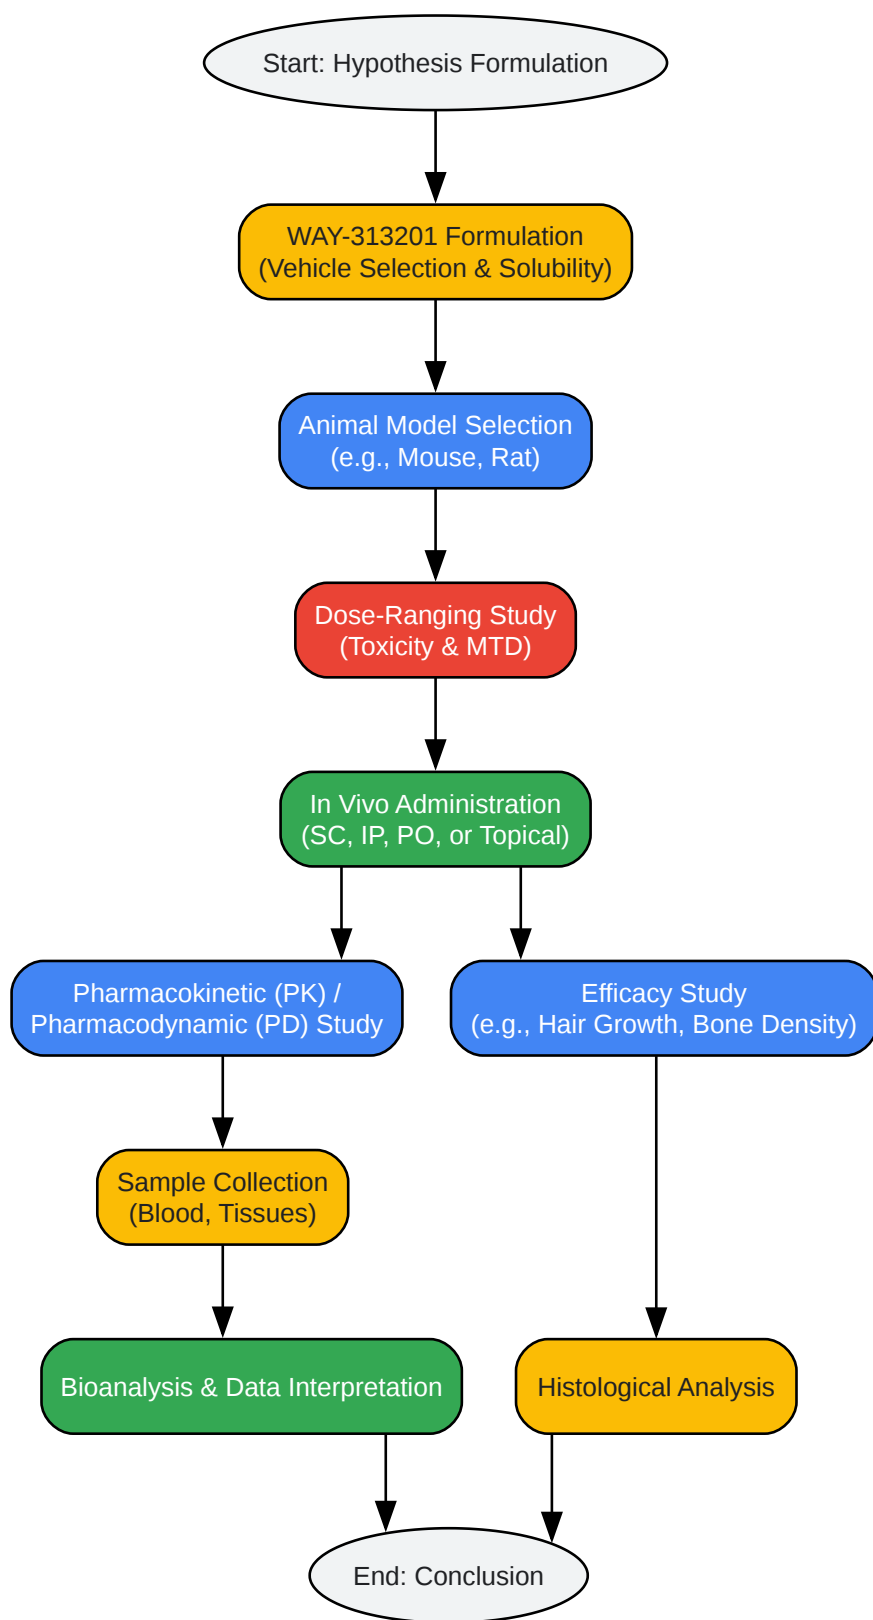 Start: Hypothesis Formulation
WAY-313201 Formulation
(Vehicle Selection & Solubility)
Animal Model Selection
(e.g., Mouse, Rat)
Dose-Ranging Study
(Toxicity & MTD)
In Vivo Administration
(SC, IP, PO, or Topical)
Pharmacokinetic (PK) /
Pharmacodynamic (PD) Study
Efficacy Study
(e.g., Hair Growth, Bone Density)
Sample Collection
(Blood, Tissues)
Bioanalysis & Data Interpretation
Histological Analysis
End: Conclusion